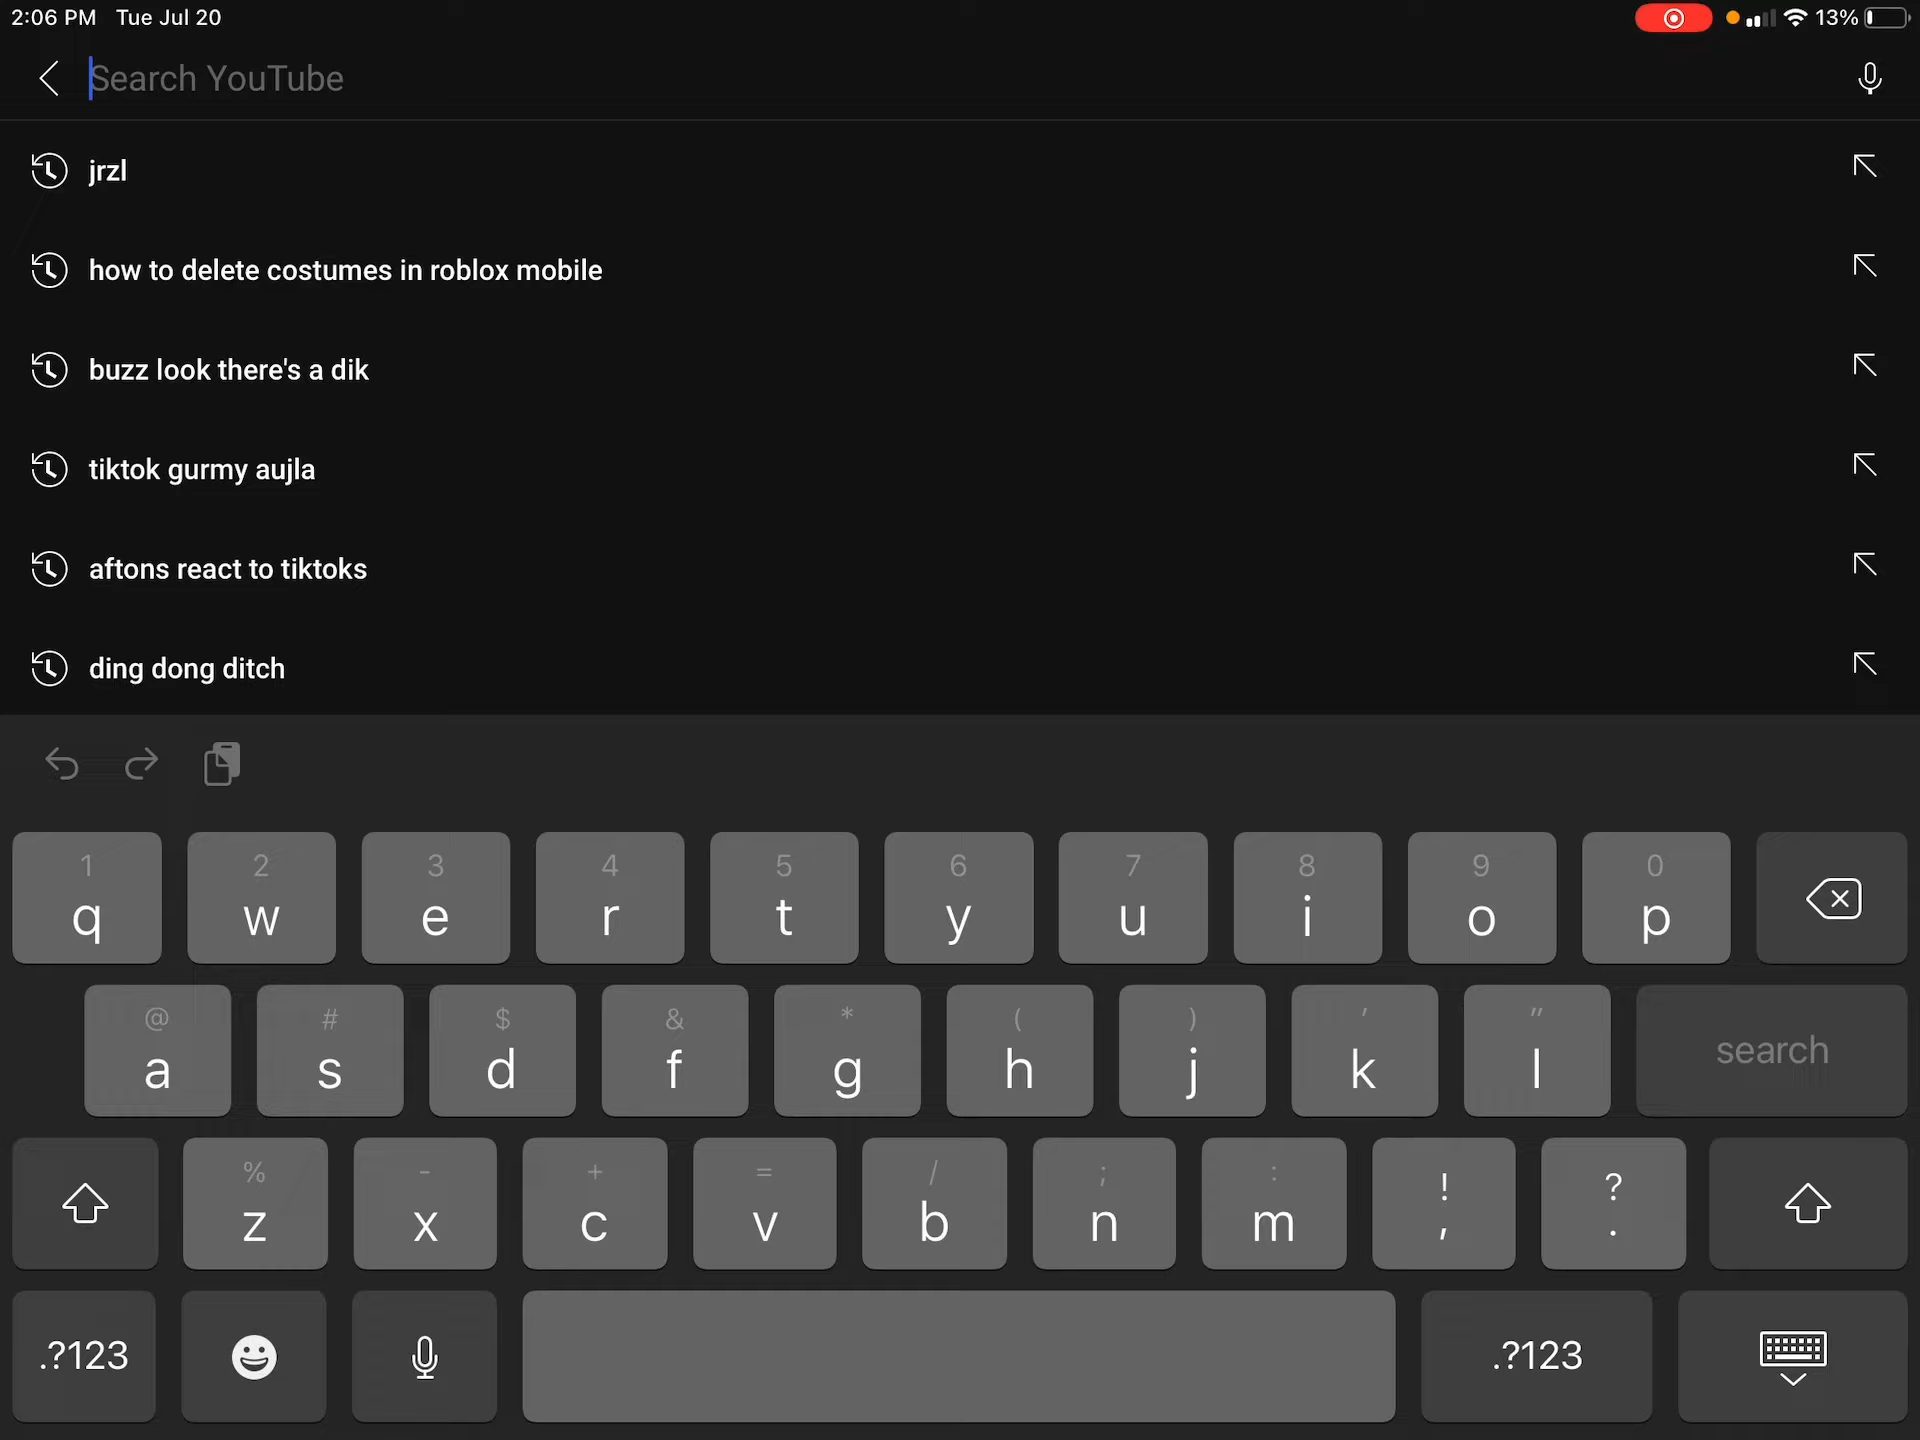 2:06 PM Tue Jul 20 13%
Search YouTube
jrzl
how to delete costumes in roblox mobile
buzz look there's a dik
tiktok gurmy aujla
aftons react to tiktoks
ding dong ditch
1 2 3 4 5 6 7 8 9 0
q w e r t y u i o p
@ # $ & * ( ) ' "
a s d f g h j k l search
% - + = / ; : ! ?
z x c v b n m , .
.?123 .?123